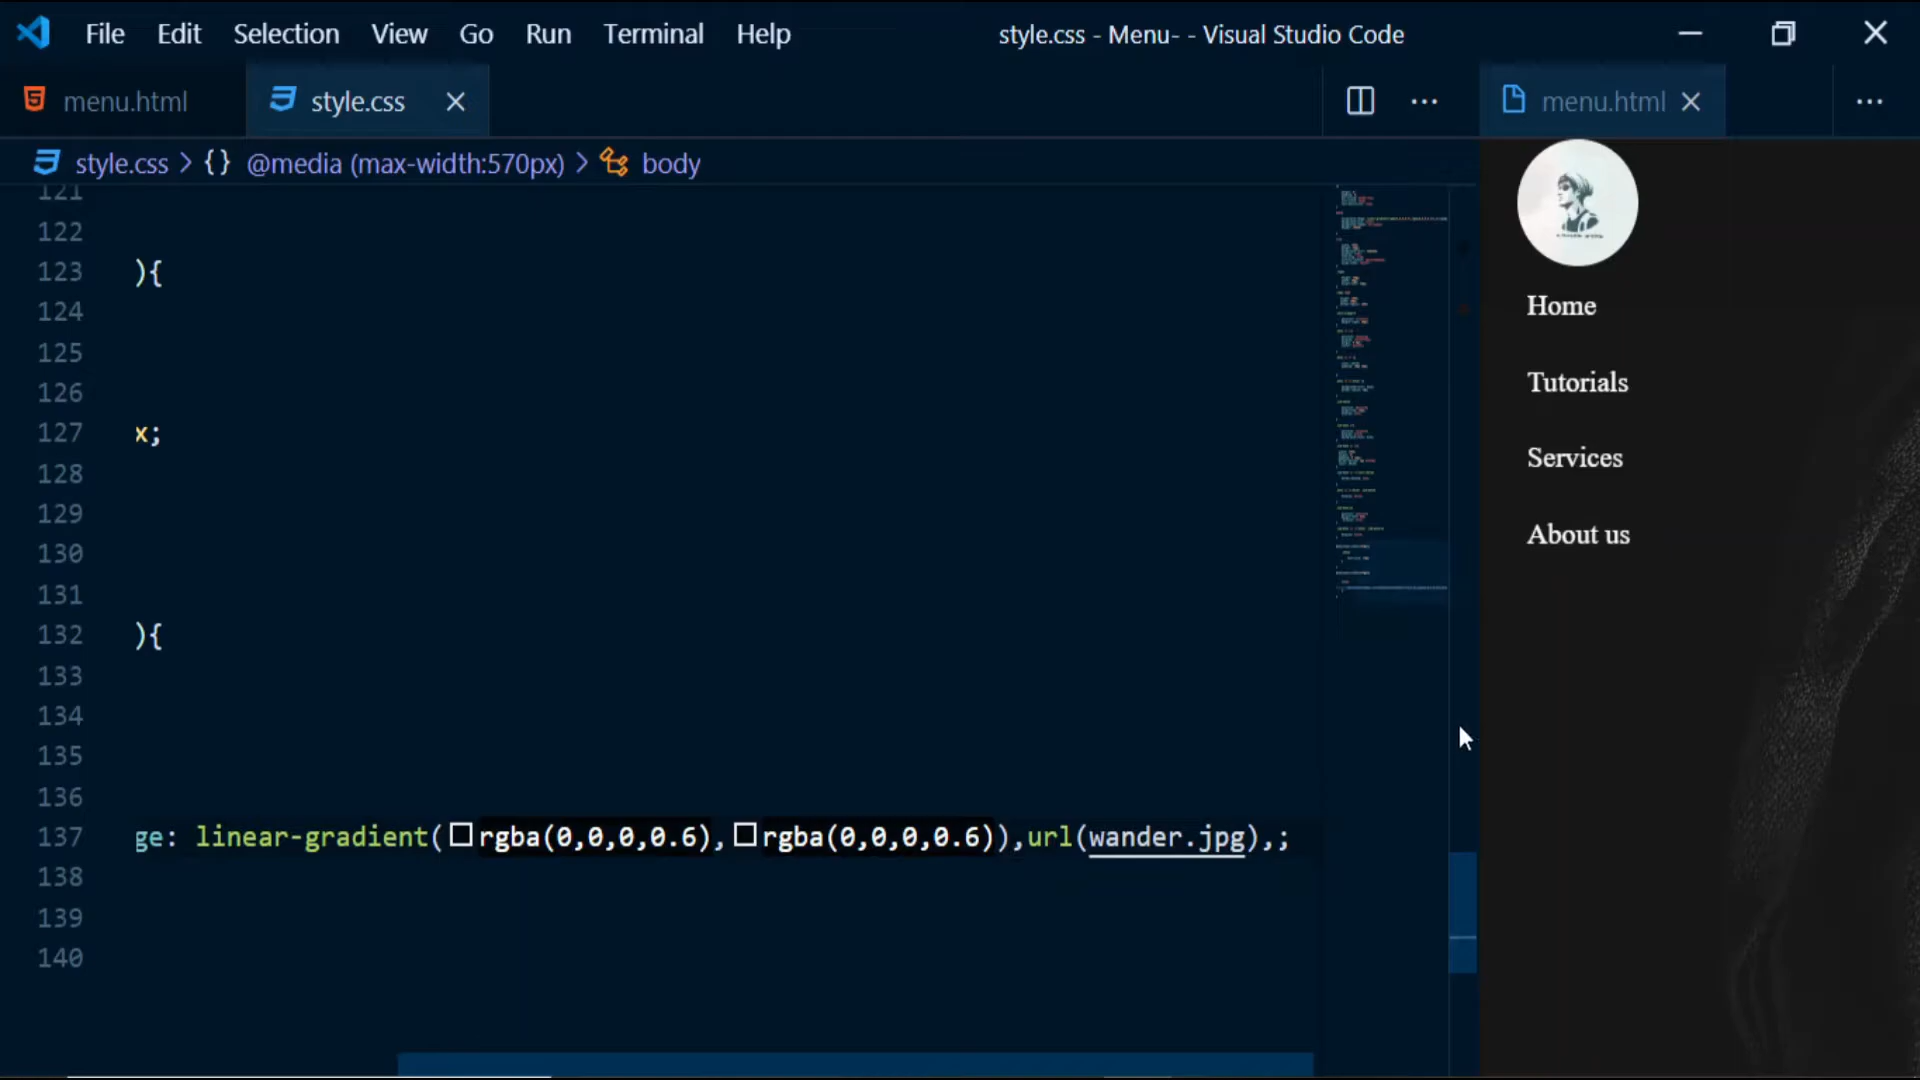 File Edit Selection View Go Run Terminal Help style.css - Menu- - Visual Studio Code
menu.html style.css menu.html
style.css > {} @media (max-width:570px) > body
121
122
123 ){
124
125
126
127 x;
128
129
130
131
132 ){
133
134
135
136
137 ge: linear-gradient(rgba(0,0,0,0.6),rgba(0,0,0,0.6)),url(wander.jpg),;
138
139
140
Home
Tutorials
Services
About us